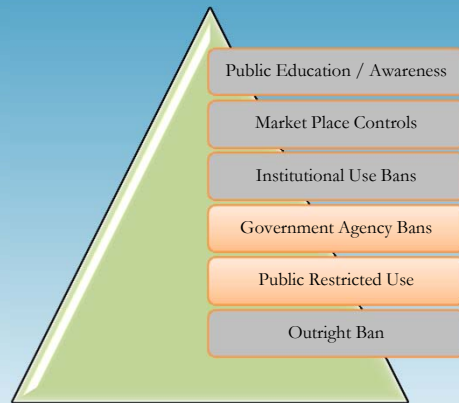 Public Education / Awareness
Market Place Controls
Institutional Use Bans
Government Agency Bans
Public Restricted Use
Outright Ban